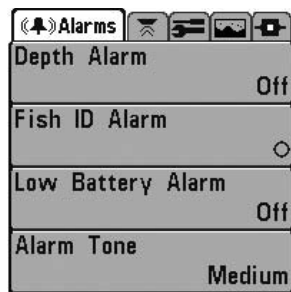 Alarms
Depth Alarm
Off
Fish ID Alarm
Low Battery Alarm
Off
Alarm Tone
Medium